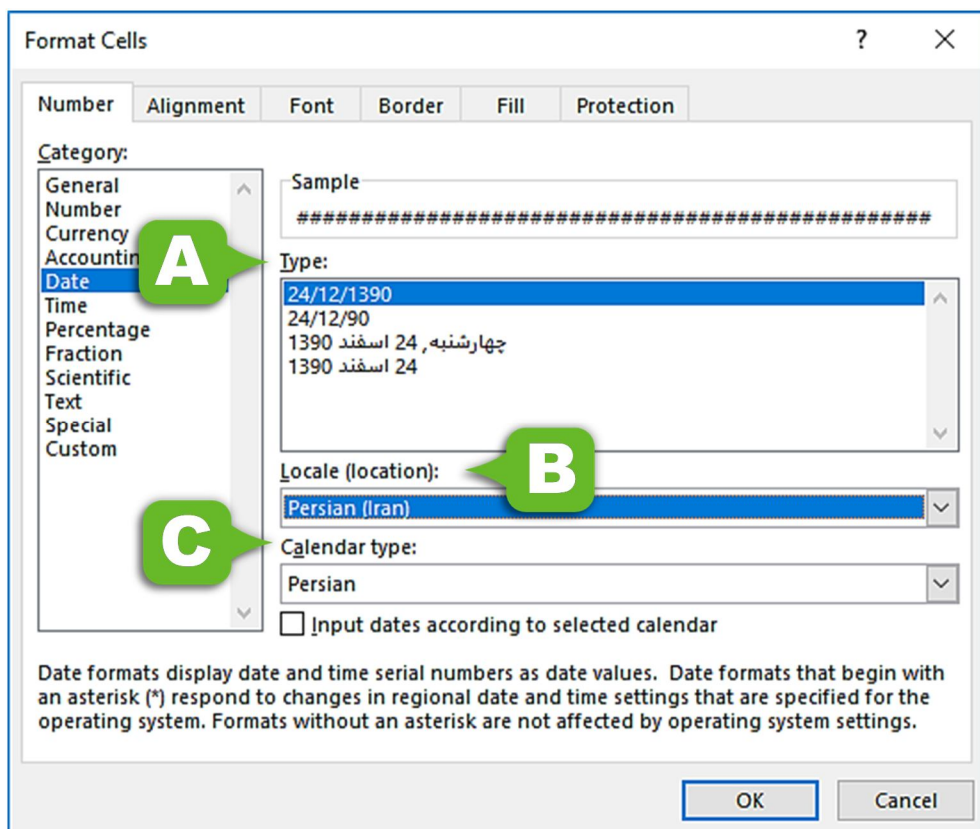 Format Cells ? ×
Number Alignment Font Border Fill Protection
Category:
General
Number
Currency
Accountin
Date
Time
Percentage
Fraction
Scientific
Text
Special
Custom
Sample
################################################
A
Type:
24/12/1390
24/12/90
چهارشنبه, 24 اسفند 1390
24 اسفند 1390
Locale (location):
B
Persian (Iran)
C
Calendar type:
Persian
Input dates according to selected calendar
Date formats display date and time serial numbers as date values. Date formats that begin with
an asterisk (*) respond to changes in regional date and time settings that are specified for the
operating system. Formats without an asterisk are not affected by operating system settings.
OK Cancel